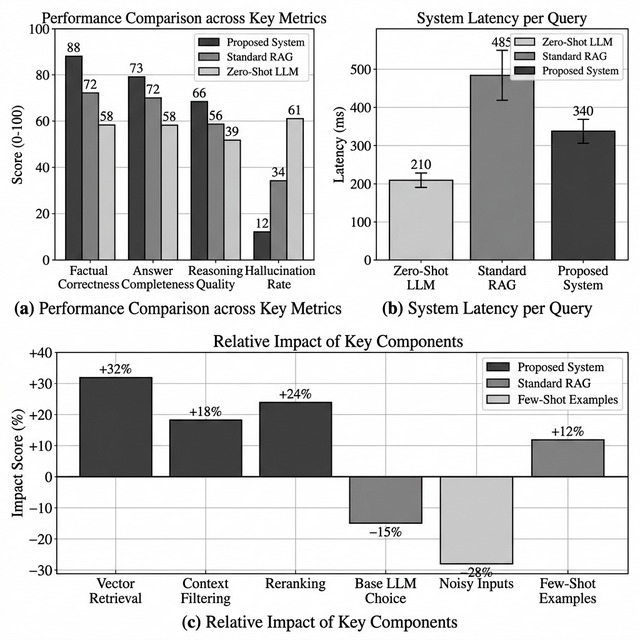 Performance Comparison across Key Metrics
Score (0-100)
100
80
60
40
20
0
88
72
58
73
72
58
66
56
39
12
34
61
Proposed System
Standard RAG
Zero-Shot LLM
Factual Correctness
Answer Completeness
Reasoning Quality
Hallucination Rate
(a) Performance Comparison across Key Metrics
System Latency per Query
Latency (ms)
500
400
300
200
100
0
210
485
340
Zero-Shot LLM
Standard RAG
Proposed System
Zero-Shot
LLM
Standard
RAG
Proposed
System
(b) System Latency per Query
Relative Impact of Key Components
Impact Score (%)
+40
+30
+20
+10
0
−10
−20
−30
+32%
+18%
+24%
−15%
−28%
+12%
Proposed System
Standard RAG
Few-Shot Examples
Vector
Retrieval
Context
Filtering
Reranking
Base LLM
Choice
Noisy Inputs
Few-Shot
Examples
(c) Relative Impact of Key Components